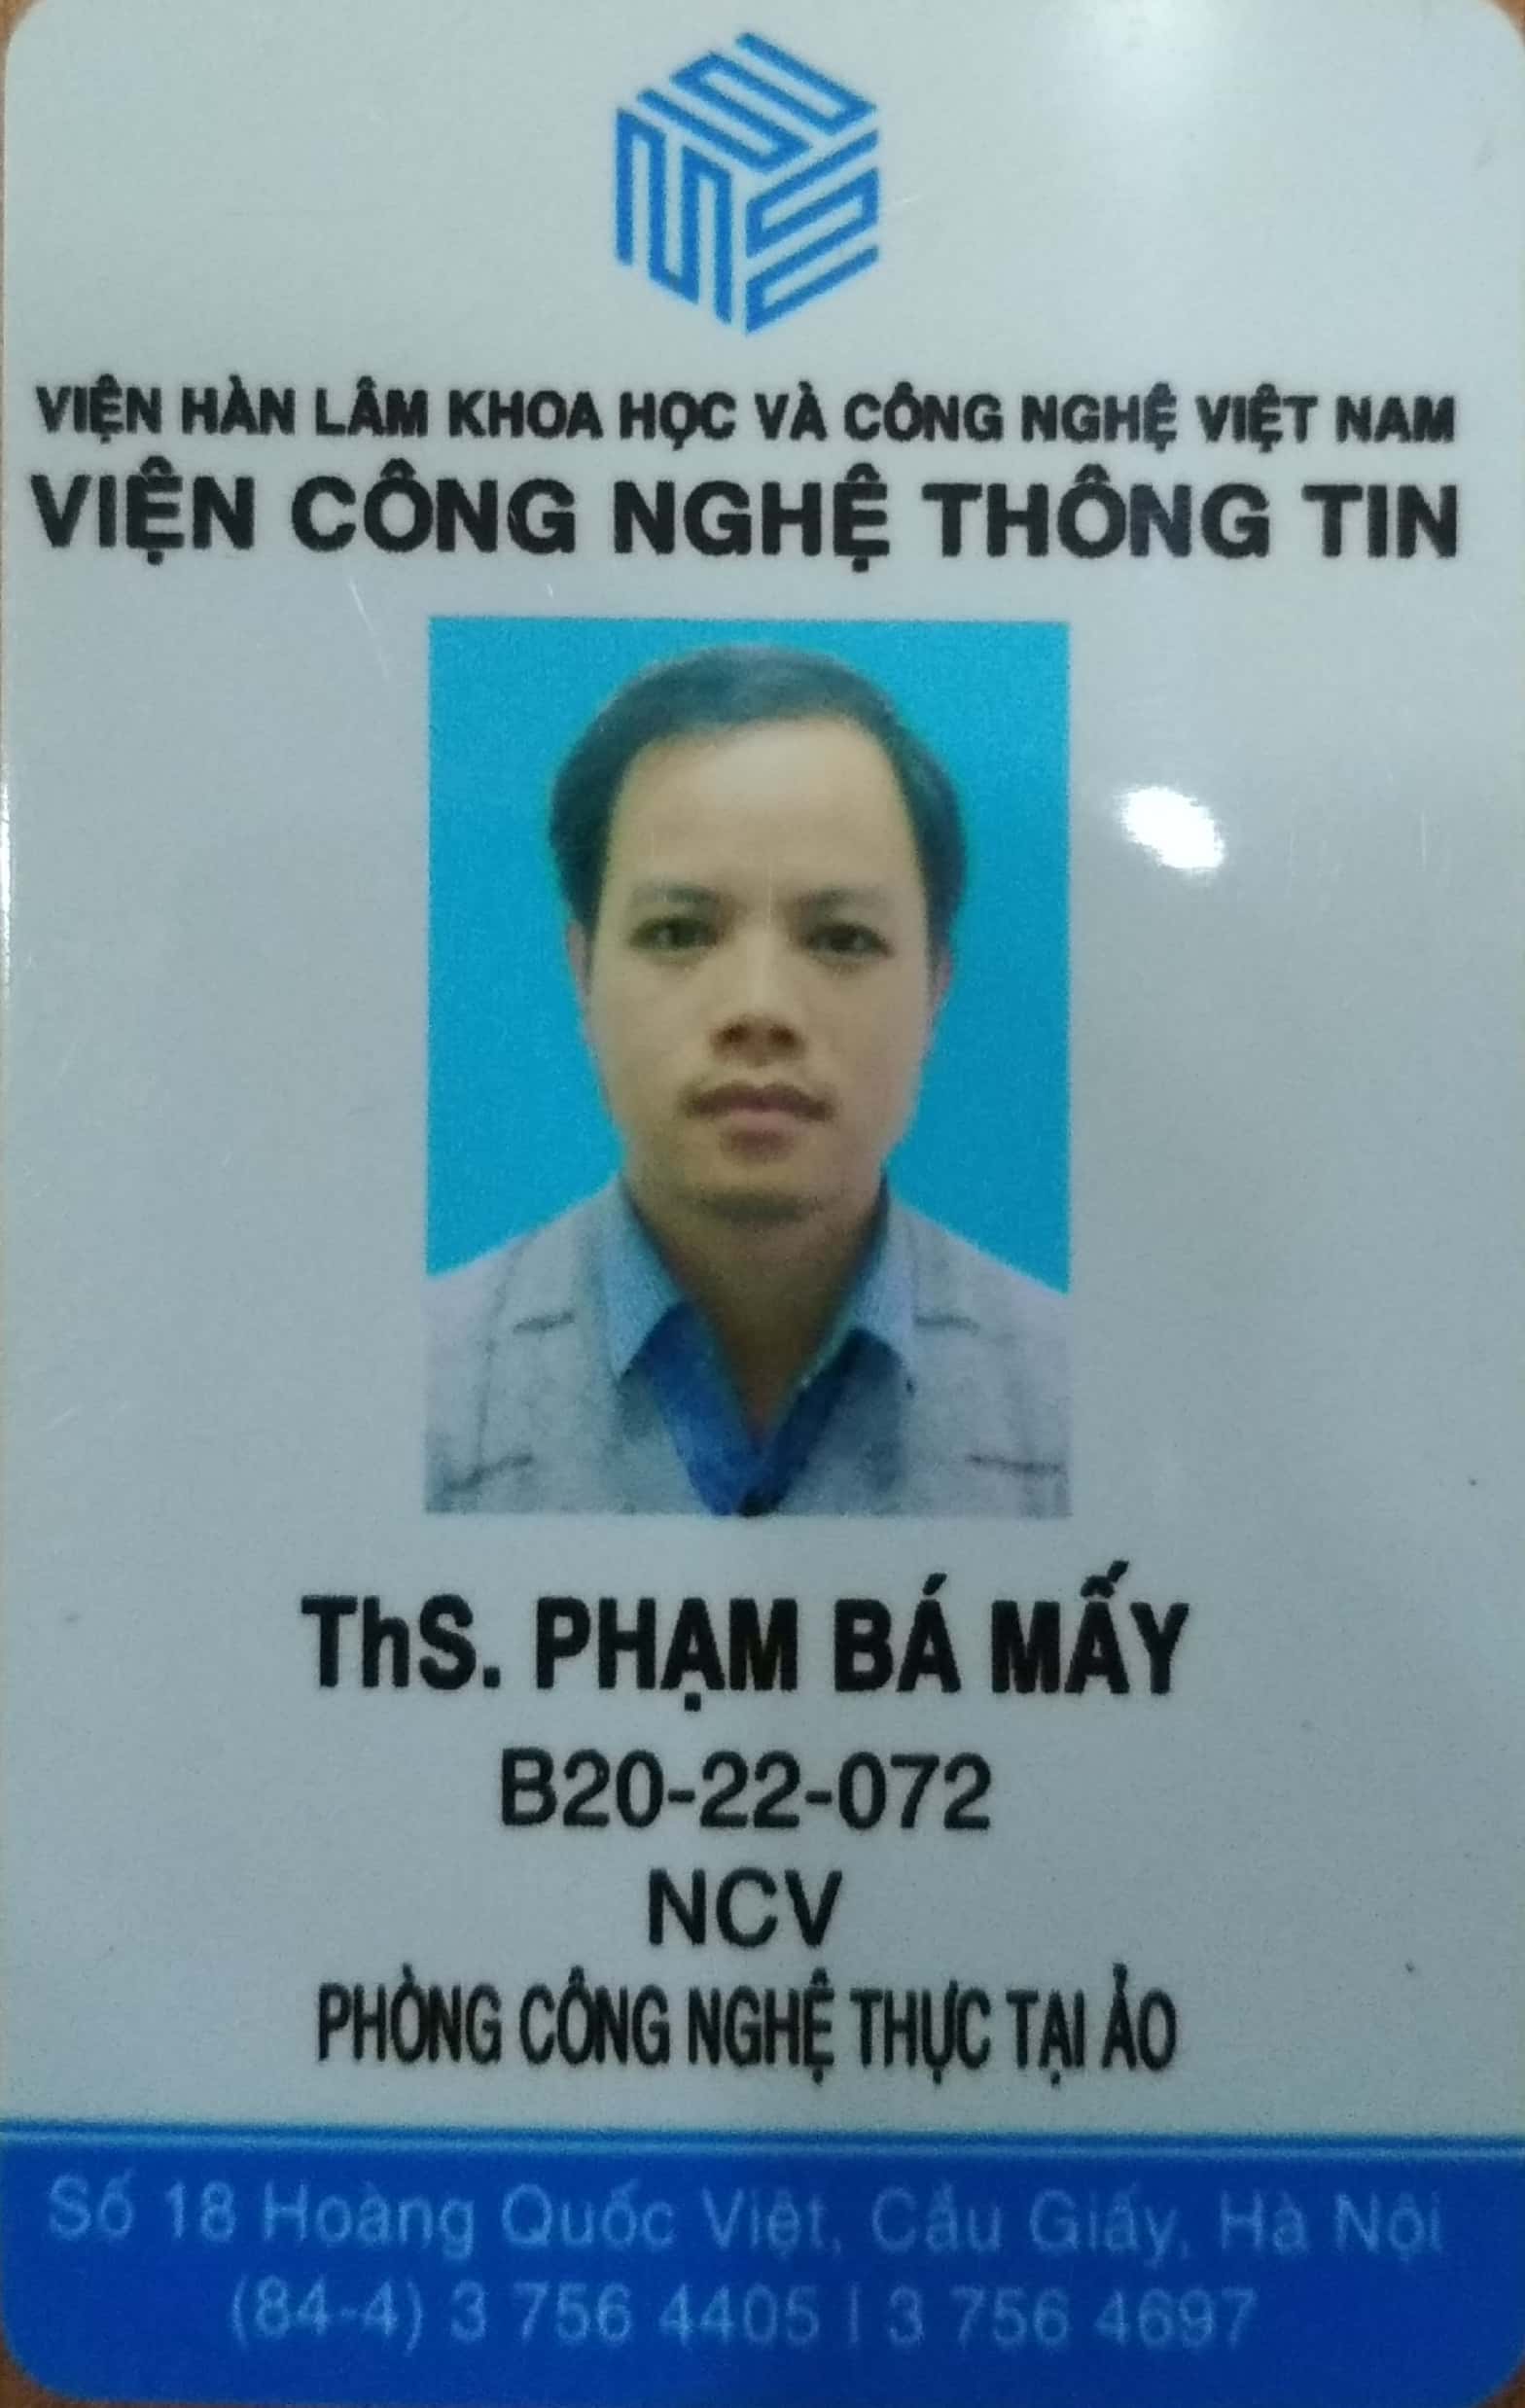 VIỆN HÀN LÂM KHOA HỌC VÀ CÔNG NGHỆ VIỆT NAM
VIỆN CÔNG NGHỆ THÔNG TIN
ThS. PHẠM BÁ MẤY
B20-22-072
NCV
PHÒNG CÔNG NGHỆ THỰC TẠI ẢO
Số 18 Hoàng Quốc Việt, Cầu Giấy, Hà Nội
(84-4) 3 756 4405 | 3 756 4697